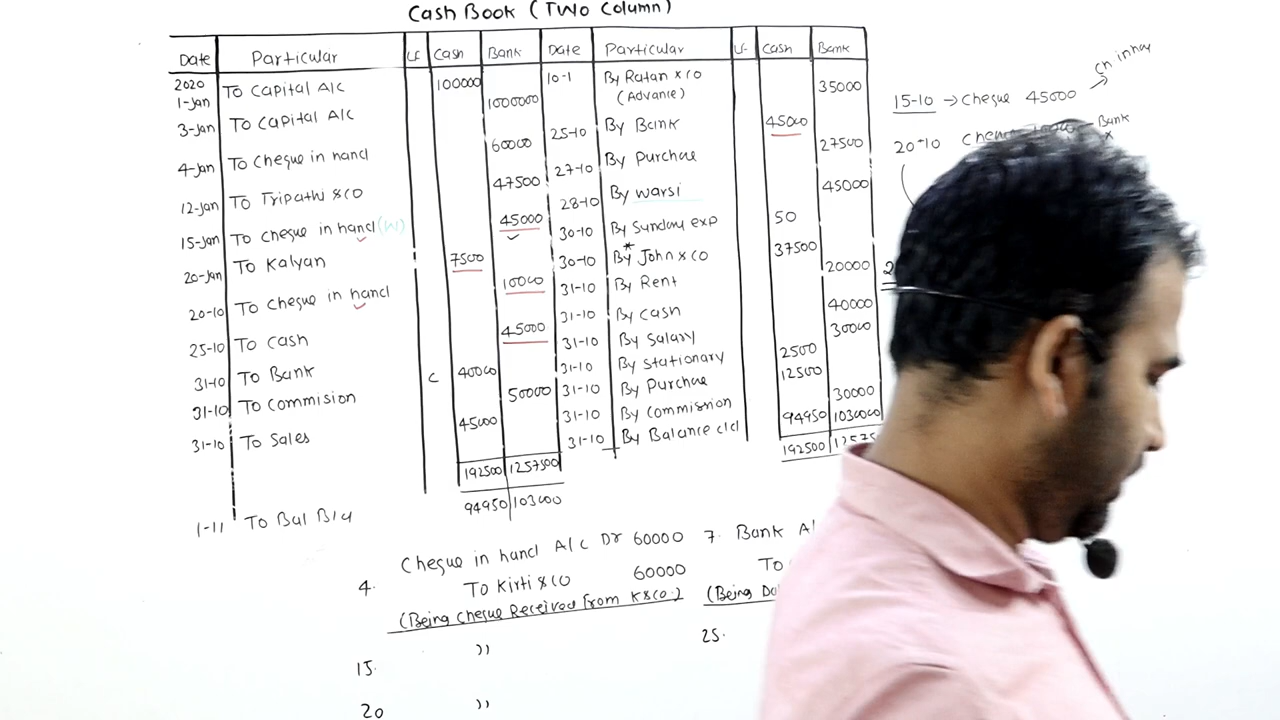 Cash Book (Two Column)
Date Particular LF Cash Bank Date Particular LF Cash Bank
2020
1-Jan To Capital A/c 100000 10-1 By Ratan & Co 35000
(Advance)
3-Jan To Capital A/c 1000000 25-10 By Bank 45000
4-Jan To Cheque in hand 60000 27-10 By Purchae 27500
12-Jan To Tripathi & Co 47500 28-10 By Warsi 45000
15-Jan To Cheque in hand (W) 45000 30-10 By Sunday exp 50
20-Jan To Kalyan 7500 30-10 By* John & Co 37500
20-10 To Cheque in hand 10000 31-10 By Rent 20000
25-10 To Cash 45000 31-10 By Cash 40000
31-10 By Salary 30000
31-10 To Bank C 40000 31-10 By Stationary 2500
31-10 To Commision 50000 31-10 By Purchae 12500
31-10 To Sales 45000 31-10 By Commission 30000
31-10 By Balance c/d 94950 1030000
192500 1257500 192500
1-11 To Bal B/d 94950
15-10 → Cheque 45000
Ch in hay
20-10
Bank
x
2
4. Cheque in hand A/C Dr 60000
To Kirti & Co 60000
(Being Cheque Received from K & Co.)
15. ,,
20 ,,
7. Bank A/
To
(Being
25.